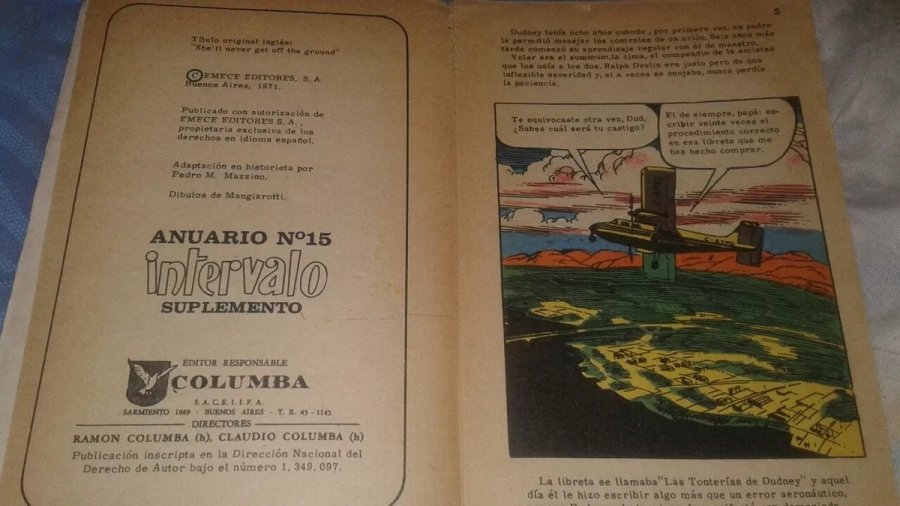 Título original inglés:
"She'll never get off the ground"
© EMECE EDITORES, S.A.
Buenos Aires, 1971.
Publicado con autorización de
EMECE EDITORES S.A.,
propietaria exclusiva de los
derechos en idioma español.
Adaptación en historieta por
Pedro M. Mazzino.
Dibujos de Mangiarotti.
ANUARIO Nº15
intervalo
SUPLEMENTO
EDITOR RESPONSABLE
COLUMBA
S.A.C.E.I.I.F.A.
SARMIENTO 1889 - BUENOS AIRES - T. E. 45 - 1143
DIRECTORES
RAMON COLUMBA (h), CLAUDIO COLUMBA (h)
Publicación inscripta en la Dirección Nacional del
Derecho de Autor bajo el número 1.349.097.
5
Dudney tenía ocho años cuando, por primera vez, su padre
le permitió manejar los controles de un avión. Seis años más
tarde comenzó su aprendisaje regular con él de maestro.
Volar era el summum, la cima, el compendio de la amistad
que los unía a los dos. Ralph Devlin era justo pero de una
inflexible severidad y, si a veces se enojaba, nunca perdía
la paciencia.
Te equivocaste otra vez, Dud.
¿Sabes cuál será tu castigo?
El de siempre, papá: es-
cribir veinte veces el
procedimiento correcto
en esa libreta que me
has hecho comprar.
La libreta se llamaba "Las Tonterías de Dudney" y aquel
día él le hizo escribir algo más que un error aeronáutico,